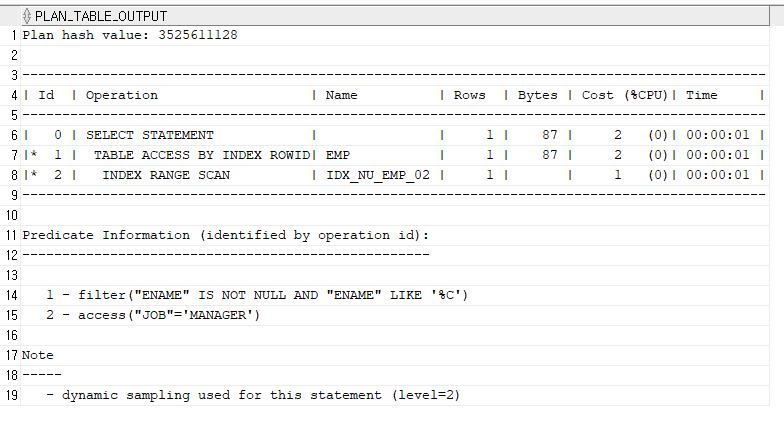 PLAN_TABLE_OUTPUT
1 Plan hash value: 3525611128
2
3 ---------------------------------------------------------------------------------------------
4 | Id  | Operation                   | Name          | Rows  | Bytes | Cost (%CPU)| Time     |
5 ---------------------------------------------------------------------------------------------
6 |   0 | SELECT STATEMENT            |               |     1 |    87 |     2   (0)| 00:00:01 |
7 |*  1 |  TABLE ACCESS BY INDEX ROWID| EMP           |     1 |    87 |     2   (0)| 00:00:01 |
8 |*  2 |   INDEX RANGE SCAN          | IDX_NU_EMP_02 |     1 |       |     1   (0)| 00:00:01 |
9 ---------------------------------------------------------------------------------------------
10
11 Predicate Information (identified by operation id):
12 ---------------------------------------------------
13
14    1 - filter("ENAME" IS NOT NULL AND "ENAME" LIKE '%C')
15    2 - access("JOB"='MANAGER')
16
17 Note
18 -----
19    - dynamic sampling used for this statement (level=2)